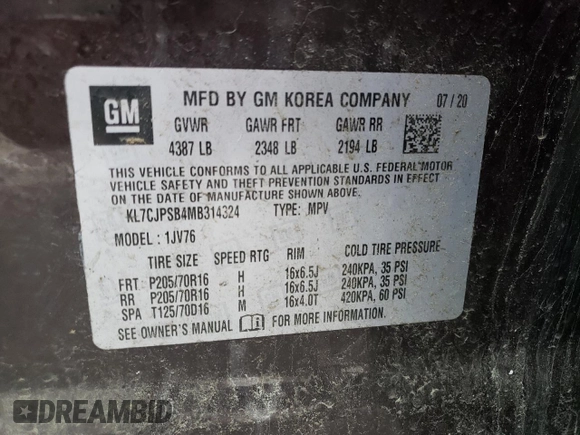 GM
MFD BY GM KOREA COMPANY 07/20
GVWR GAWR FRT GAWR RR
4387 LB 2348 LB 2194 LB
THIS VEHICLE CONFORMS TO ALL APPLICABLE U.S. FEDERAL MOTOR
VEHICLE SAFETY AND THEFT PREVENTION STANDARDS IN EFFECT
ON THE DATE OF MANUFACTURE SHOWN ABOVE.
KL7CJPSB4MB314324 TYPE: MPV
MODEL: 1JV76
TIRE SIZE SPEED RTG RIM COLD TIRE PRESSURE
FRT: P205/70R16 H 16x6.5J 240KPA, 35 PSI
RR P205/70R16 H 16x6.5J 240KPA, 35 PSI
SPA T125/70D16 M 16x4.0T 420KPA, 60 PSI
SEE OWNER'S MANUAL FOR MORE INFORMATION.
DREAMBID